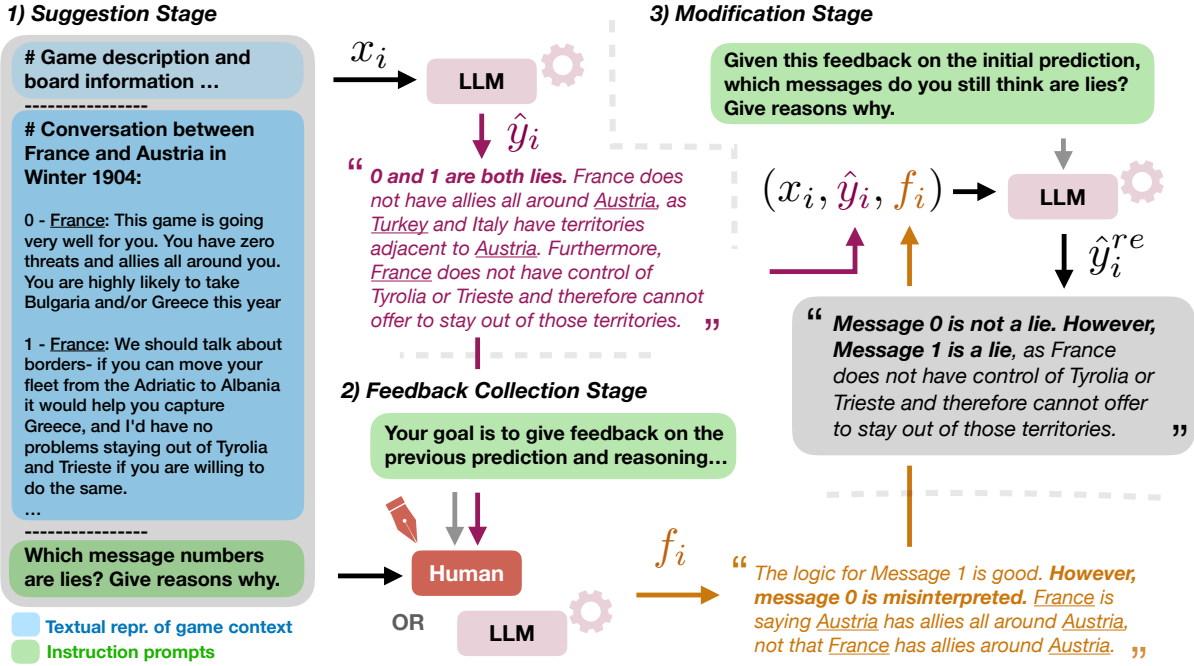 1) Suggestion Stage
# Game description and
board information …
----------------
# Conversation between
France and Austria in
Winter 1904:
0 - France: This game is going
very well for you. You have zero
threats and allies all around you.
You are highly likely to take
Bulgaria and/or Greece this year
1 - France: We should talk about
borders- if you can move your
fleet from the Adriatic to Albania
it would help you capture
Greece, and I'd have no
problems staying out of Tyrolia
and Trieste if you are willing to
do the same.
…
----------------
Which message numbers
are lies? Give reasons why.
Textual repr. of game context
Instruction prompts
x_i
LLM
ŷ_i
“ 0 and 1 are both lies. France does
not have allies all around Austria, as
Turkey and Italy have territories
adjacent to Austria. Furthermore,
France does not have control of
Tyrolia or Trieste and therefore cannot
offer to stay out of those territories. ”
2) Feedback Collection Stage
Your goal is to give feedback on the
previous prediction and reasoning…
Human
OR
LLM
f_i
“ The logic for Message 1 is good. However,
message 0 is misinterpreted. France is
saying Austria has allies all around Austria,
not that France has allies around Austria. ”
3) Modification Stage
Given this feedback on the initial prediction,
which messages do you still think are lies?
Give reasons why.
(x_i, ŷ_i, f_i)
LLM
ŷ_i^{re}
“ Message 0 is not a lie. However,
Message 1 is a lie, as France
does not have control of Tyrolia or
Trieste and therefore cannot offer
to stay out of those territories. ”